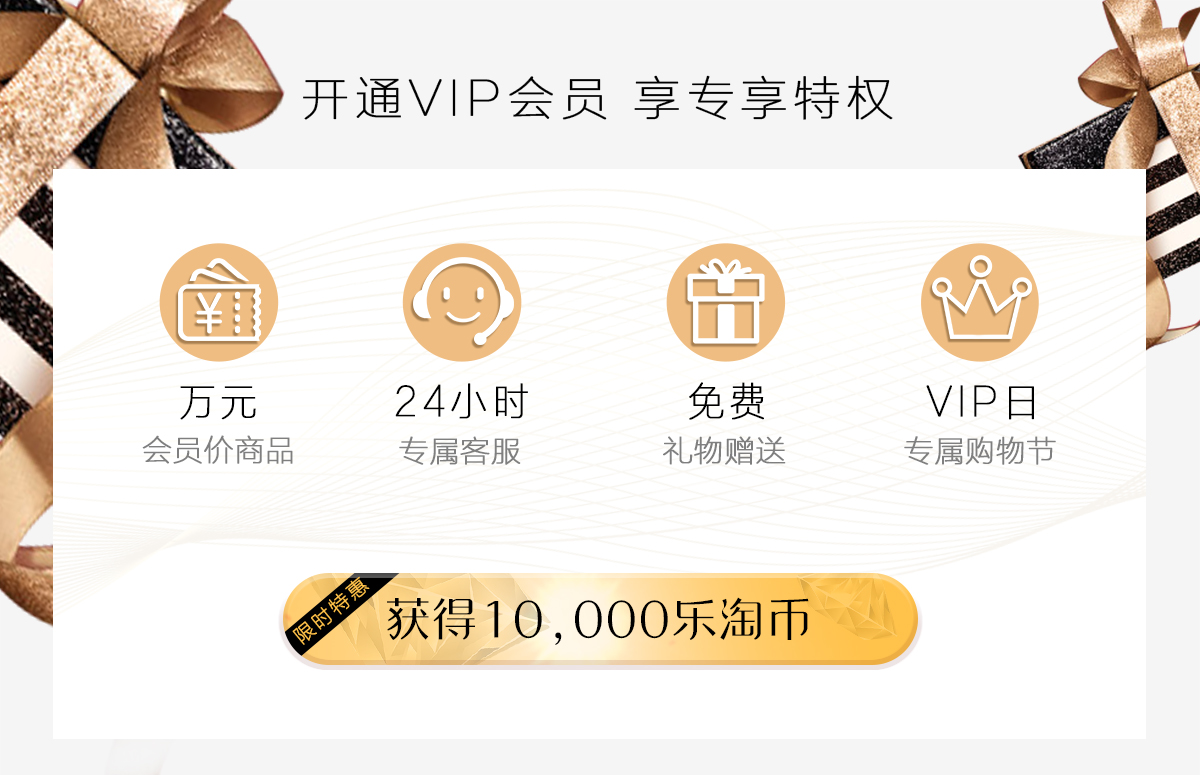 开通VIP会员 享专享特权
¥
万元
会员价商品
24小时
专属客服
免费
礼物赠送
VIP日
专属购物节
限时特惠
获得10,000乐淘币